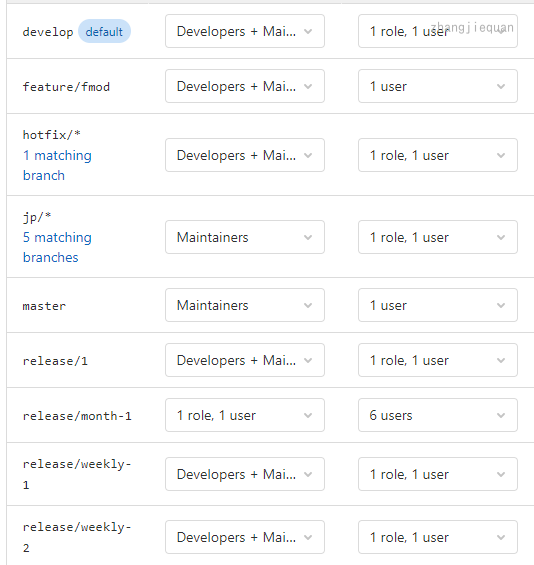 develop default Developers + Mai... 1 role, 1 user
zhangjiequan
feature/fmod Developers + Mai... 1 user
hotfix/*
1 matching
branch
Developers + Mai... 1 role, 1 user
jp/*
5 matching
branches
Maintainers 1 role, 1 user
master Maintainers 1 user
release/1 Developers + Mai... 1 role, 1 user
release/month-1 1 role, 1 user 6 users
release/weekly-
1
Developers + Mai... 1 role, 1 user
release/weekly-
2
Developers + Mai... 1 role, 1 user